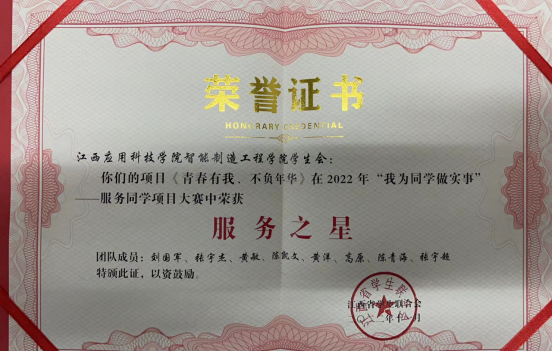 荣誉证书
HONORARY CREDENTIAL
江西应用科技学院智能制造工程学院学生会：
你们的项目《青春有我、不负年华》在2022年“我为同学做实事”
——服务同学项目大赛中荣获
服务之星
团队成员：刘国军、张宇杰、黄敏、陈凯文、黄洋、高原、陈青海、张宇超
特颁此证，以资鼓励。
江西省学生联合会